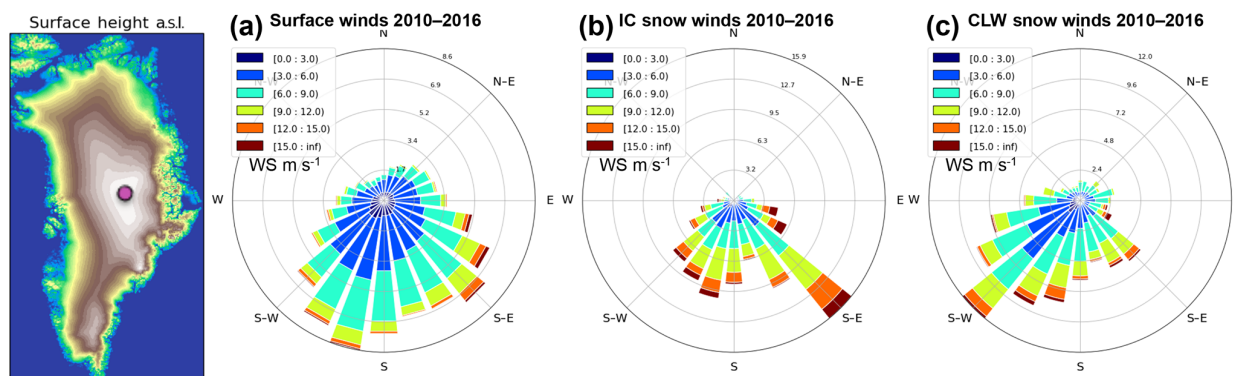 Surface height a.s.l.
(a) Surface winds 2010–2016
N
8.6
[0.0 : 3.0)
[3.0 : 6.0)
[6.0 : 9.0)
[9.0 : 12.0)
[12.0 : 15.0)
[15.0 : inf)
WS m s⁻¹
N–W
N–E
6.9
5.2
3.4
1.7
W
E
S–W
S–E
S
(b) IC snow winds 2010–2016
N
15.9
[0.0 : 3.0)
[3.0 : 6.0)
[6.0 : 9.0)
[9.0 : 12.0)
[12.0 : 15.0)
[15.0 : inf)
WS m s⁻¹
N–W
N–E
12.7
9.5
6.3
3.2
W
E
S–W
S–E
S
(c) CLW snow winds 2010–2016
N
12.0
[0.0 : 3.0)
[3.0 : 6.0)
[6.0 : 9.0)
[9.0 : 12.0)
[12.0 : 15.0)
[15.0 : inf)
WS m s⁻¹
N–W
N–E
9.6
7.2
4.8
2.4
W
E
S–W
S–E
S